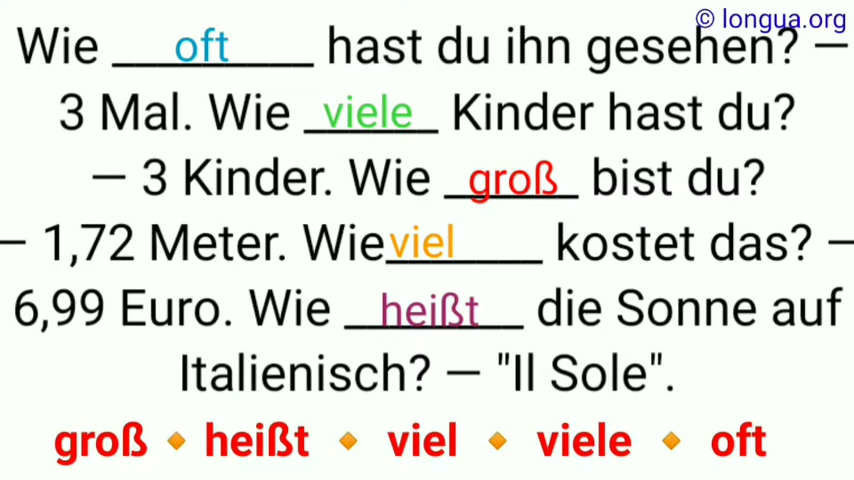 © longua.org
Wie oft hast du ihn gesehen? —
3 Mal. Wie viele Kinder hast du?
— 3 Kinder. Wie groß bist du?
— 1,72 Meter. Wie viel kostet das? —
6,99 Euro. Wie heißt die Sonne auf
Italienisch? — "Il Sole".
groß 🔸 heißt 🔸 viel 🔸 viele 🔸 oft